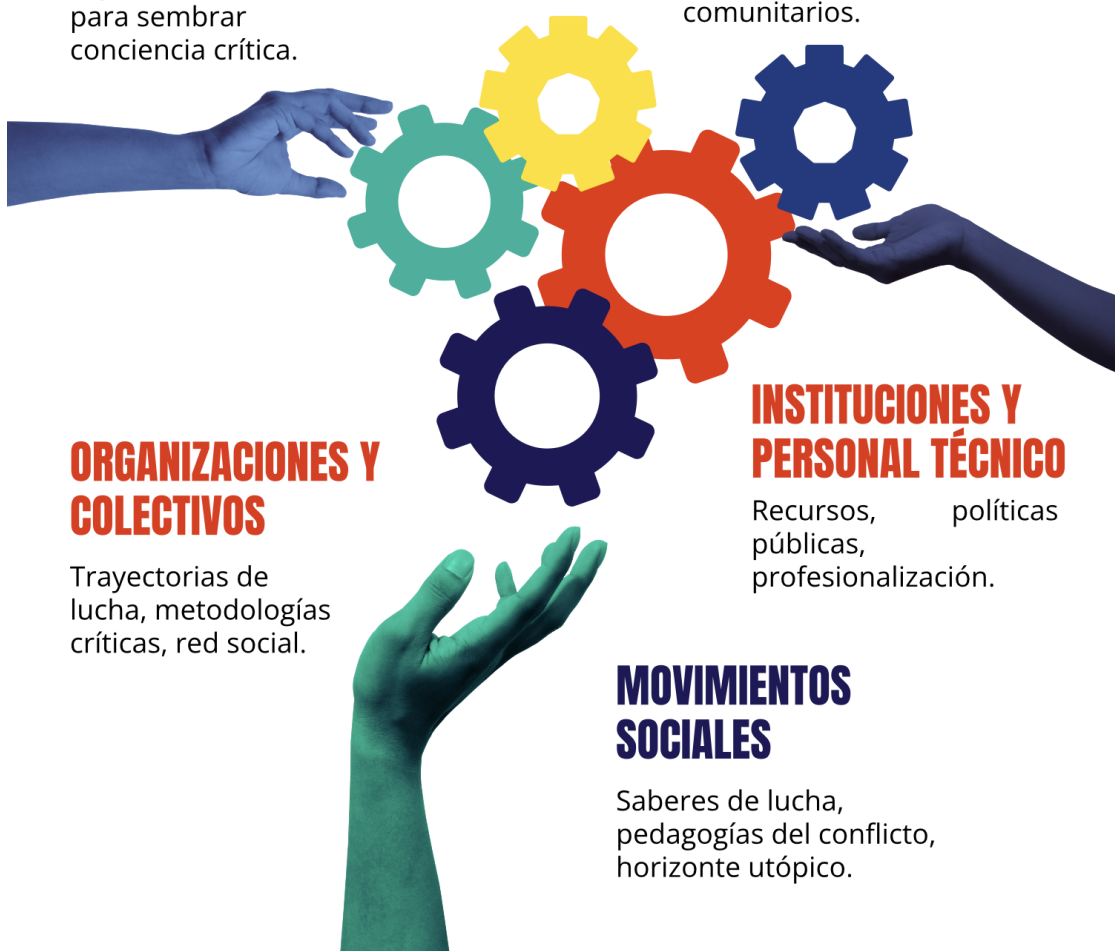 para sembrar
conciencia crítica.
comunitarios.
ORGANIZACIONES Y
COLECTIVOS
Trayectorias de
lucha, metodologías
críticas, red social.
INSTITUCIONES Y
PERSONAL TÉCNICO
Recursos, políticas
públicas,
profesionalización.
MOVIMIENTOS
SOCIALES
Saberes de lucha,
pedagogías del conflicto,
horizonte utópico.